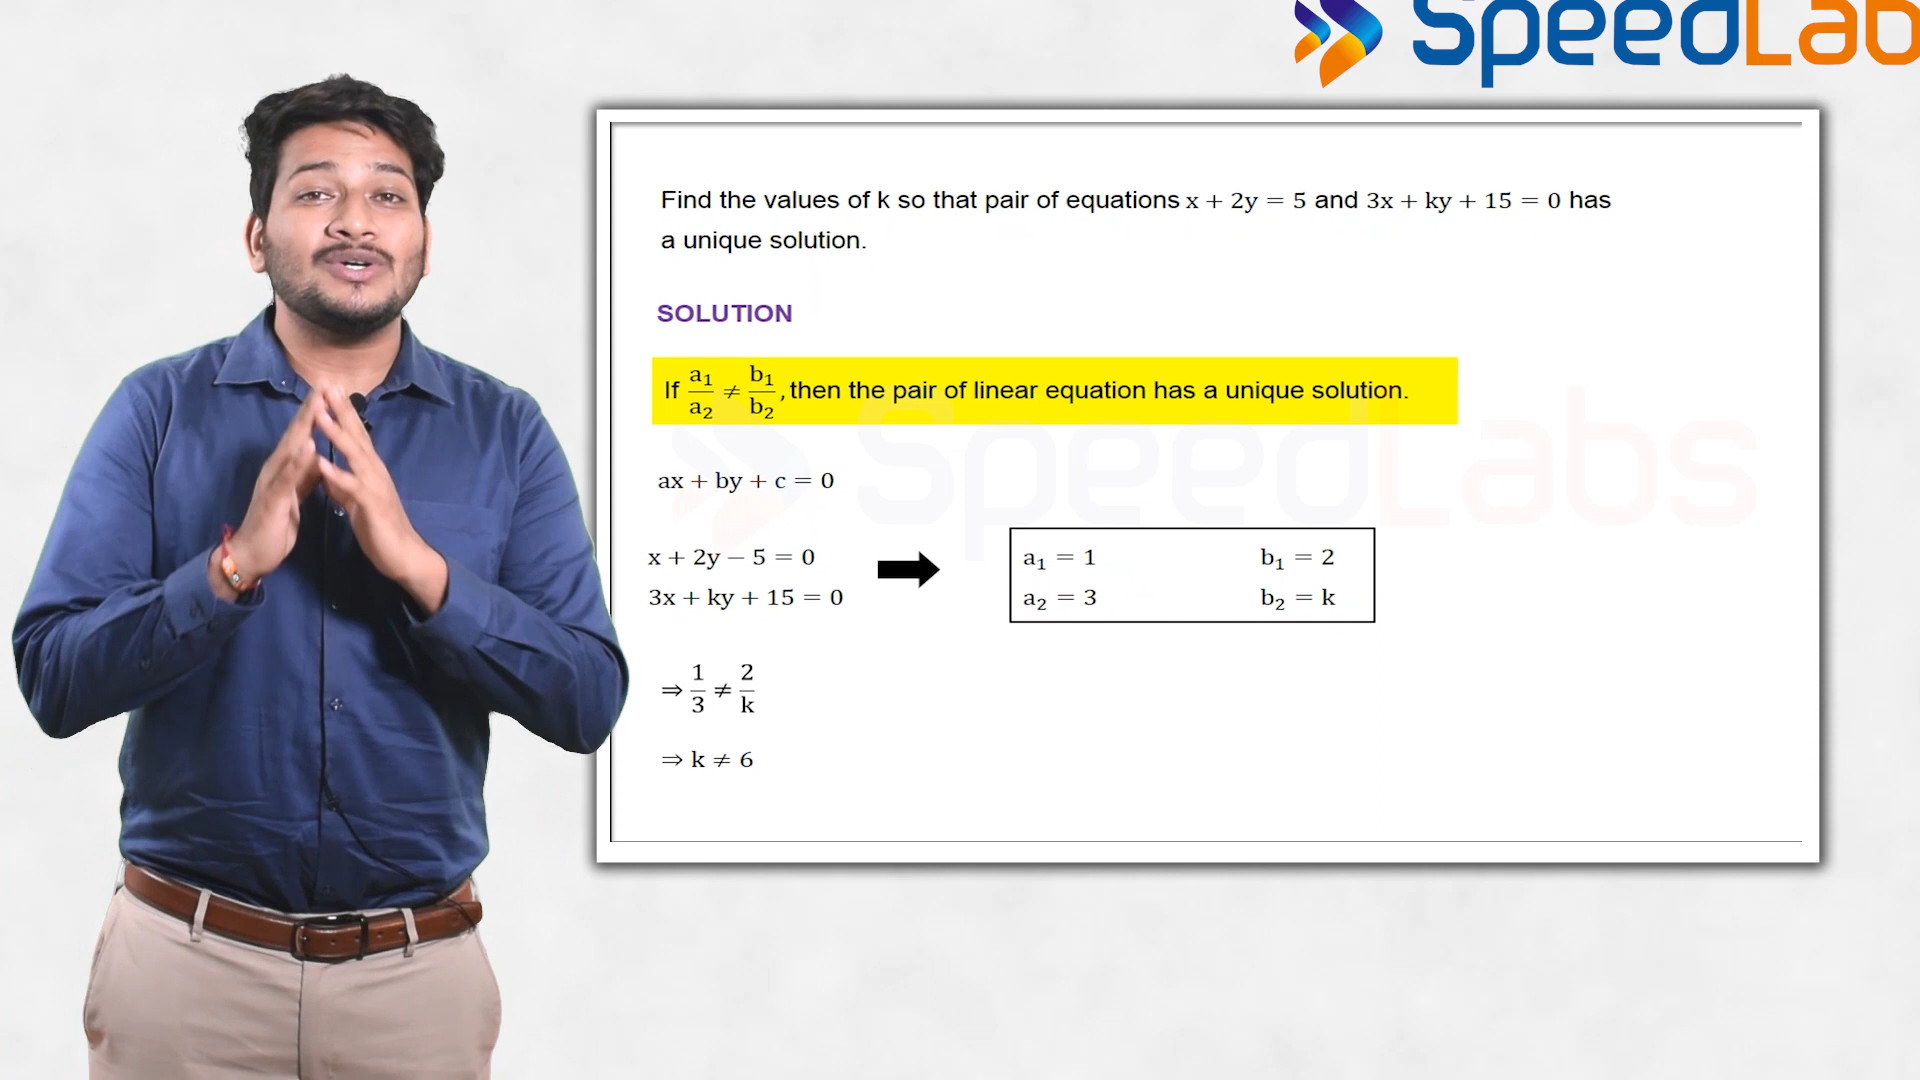 SpeedLab
Find the values of k so that pair of equations x + 2y = 5 and 3x + ky + 15 = 0 has
a unique solution.
SOLUTION
If a₁/a₂ ≠ b₁/b₂, then the pair of linear equation has a unique solution.
SpeedLabs
ax + by + c = 0
x + 2y − 5 = 0
3x + ky + 15 = 0
a₁ = 1 b₁ = 2
a₂ = 3 b₂ = k
⇒ 1/3 ≠ 2/k
⇒ k ≠ 6